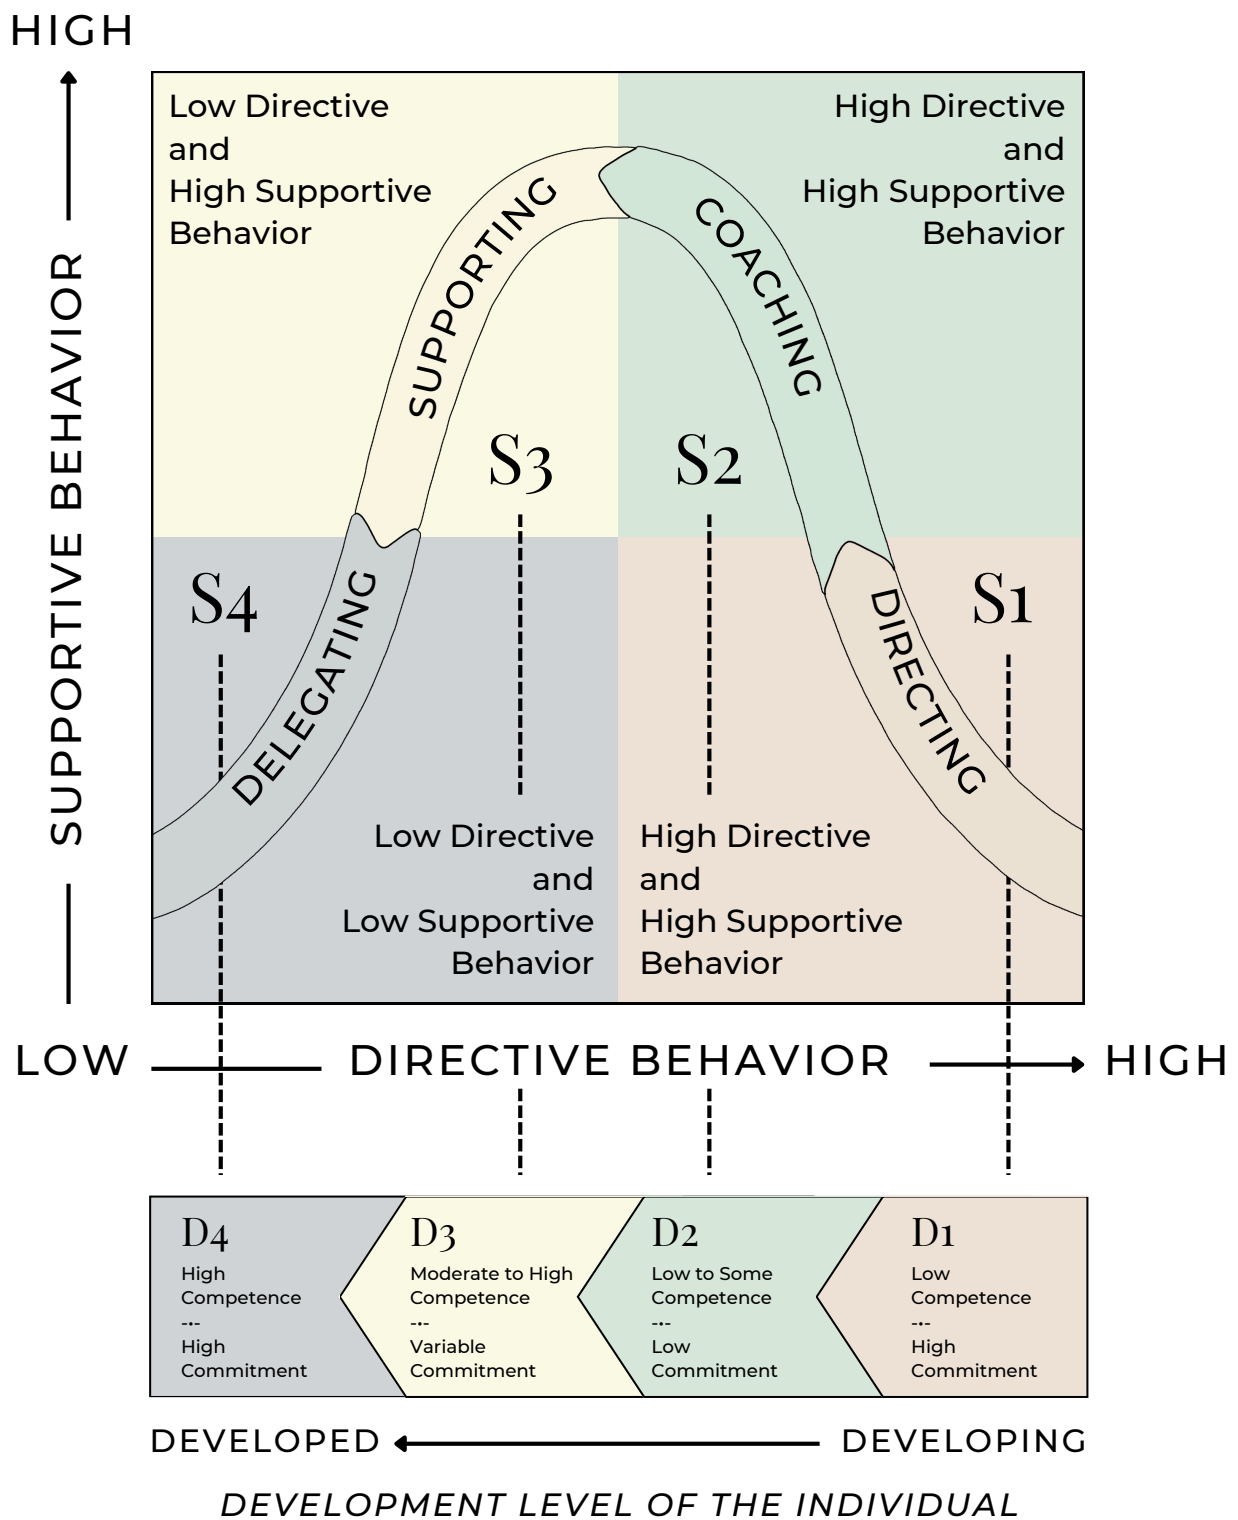 HIGH
Low Directive
and
High Supportive
Behavior
High Directive
and
High Supportive
Behavior
SUPPORTING
COACHING
S3
S2
SUPPORTIVE BEHAVIOR
S4
S1
DELEGATING
DIRECTING
Low Directive
and
Low Supportive
Behavior
High Directive
and
High Supportive
Behavior
LOW
DIRECTIVE BEHAVIOR
HIGH
D4
High
Competence
-·-
High
Commitment
D3
Moderate to High
Competence
-·-
Variable
Commitment
D2
Low to Some
Competence
-·-
Low
Commitment
D1
Low
Competence
-·-
High
Commitment
DEVELOPED
DEVELOPING
DEVELOPMENT LEVEL OF THE INDIVIDUAL